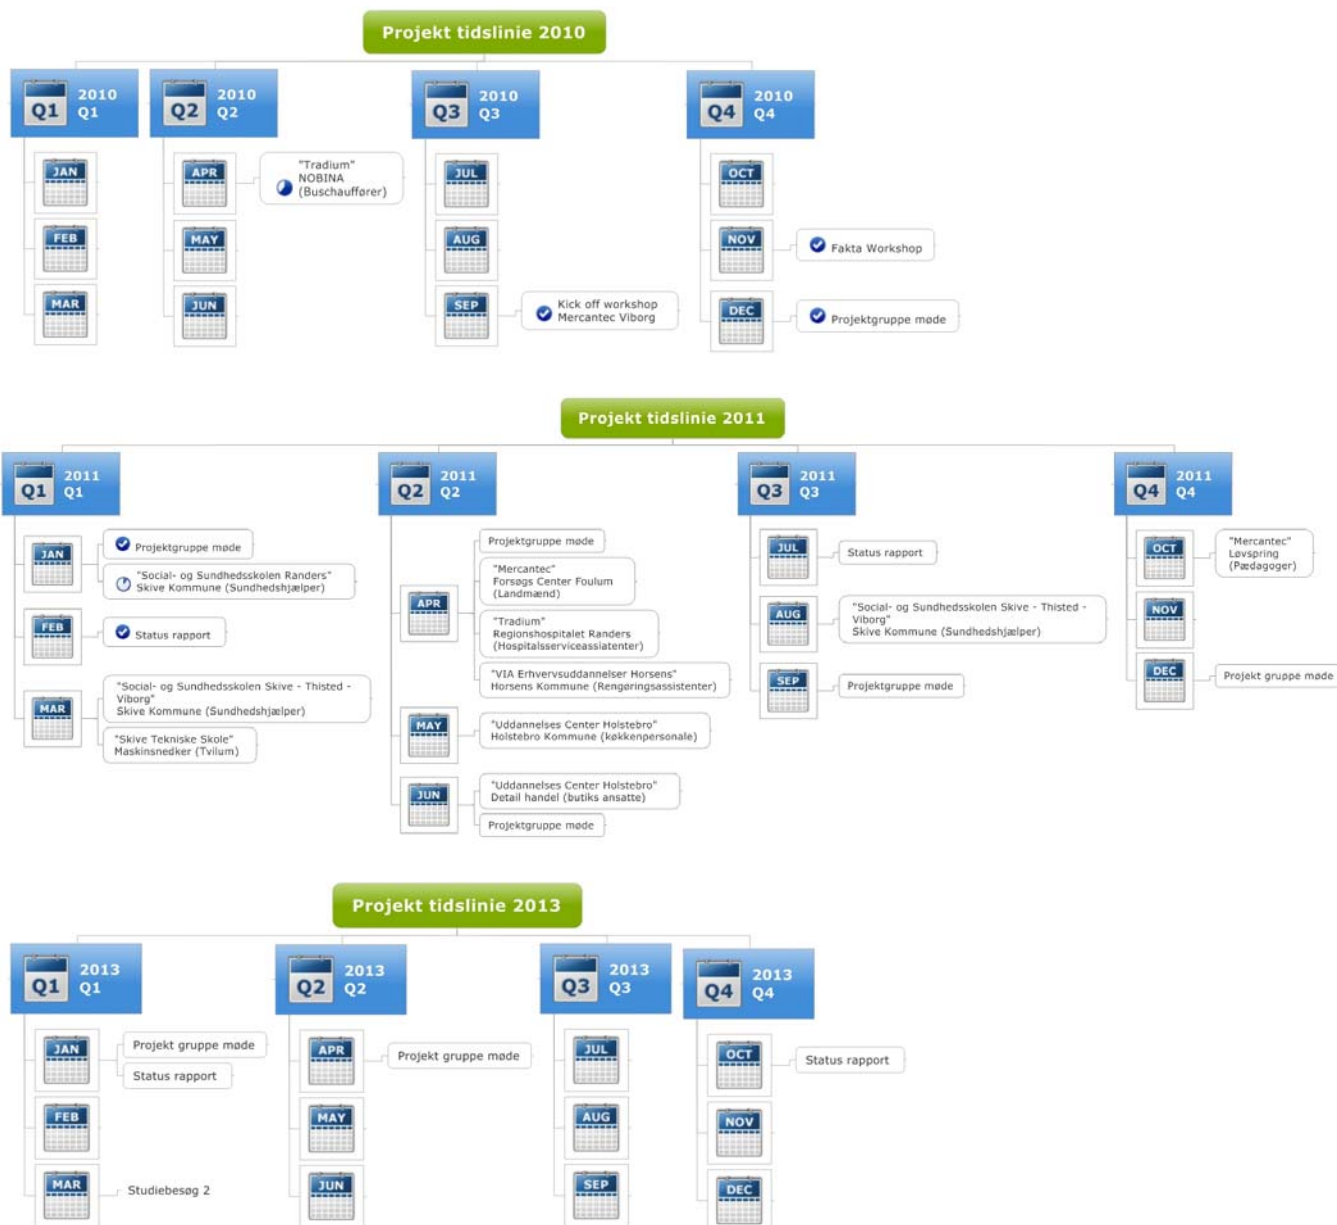 Projekt tidslinie 2010
Q1
2010
Q1
JAN
FEB
MAR
Q2
2010
Q2
APR
"Tradium"
NOBINA
(Buschauffører)
MAY
JUN
Q3
2010
Q3
JUL
AUG
SEP
Kick off workshop
Mercantec Viborg
Q4
2010
Q4
OCT
NOV
Fakta Workshop
DEC
Projektgruppe møde
Projekt tidslinie 2011
Q1
2011
Q1
JAN
Projektgruppe møde
"Social- og Sundhedsskolen Randers"
Skive Kommune (Sundhedshjælper)
FEB
Status rapport
MAR
"Social- og Sundhedsskolen Skive - Thisted -
Viborg"
Skive Kommune (Sundhedshjælper)
"Skive Tekniske Skole"
Maskinsnedker (Tvilum)
Q2
2011
Q2
APR
Projektgruppe møde
"Mercantec"
Forsøgs Center Foulum
(Landmænd)
"Tradium"
Regionshospitalet Randers
(Hospitalsserviceassiatenter)
"VIA Erhvervsuddannelser Horsens"
Horsens Kommune (Rengøringsassistenter)
MAY
"Uddannelses Center Holstebro"
Holstebro Kommune (køkkenpersonale)
JUN
"Uddannelses Center Holstebro"
Detail handel (butiks ansatte)
Projektgruppe møde
Q3
2011
Q3
JUL
Status rapport
AUG
"Social- og Sundhedsskolen Skive - Thisted -
Viborg"
Skive Kommune (Sundhedshjælper)
SEP
Projektgruppe møde
Q4
2011
Q4
OCT
"Mercantec"
Løvspring
(Pædagoger)
NOV
DEC
Projekt gruppe møde
Projekt tidslinie 2013
Q1
2013
Q1
JAN
Projekt gruppe møde
Status rapport
FEB
MAR
Studiebesøg 2
Q2
2013
Q2
APR
Projekt gruppe møde
MAY
JUN
Q3
2013
Q3
JUL
AUG
SEP
Q4
2013
Q4
OCT
Status rapport
NOV
DEC